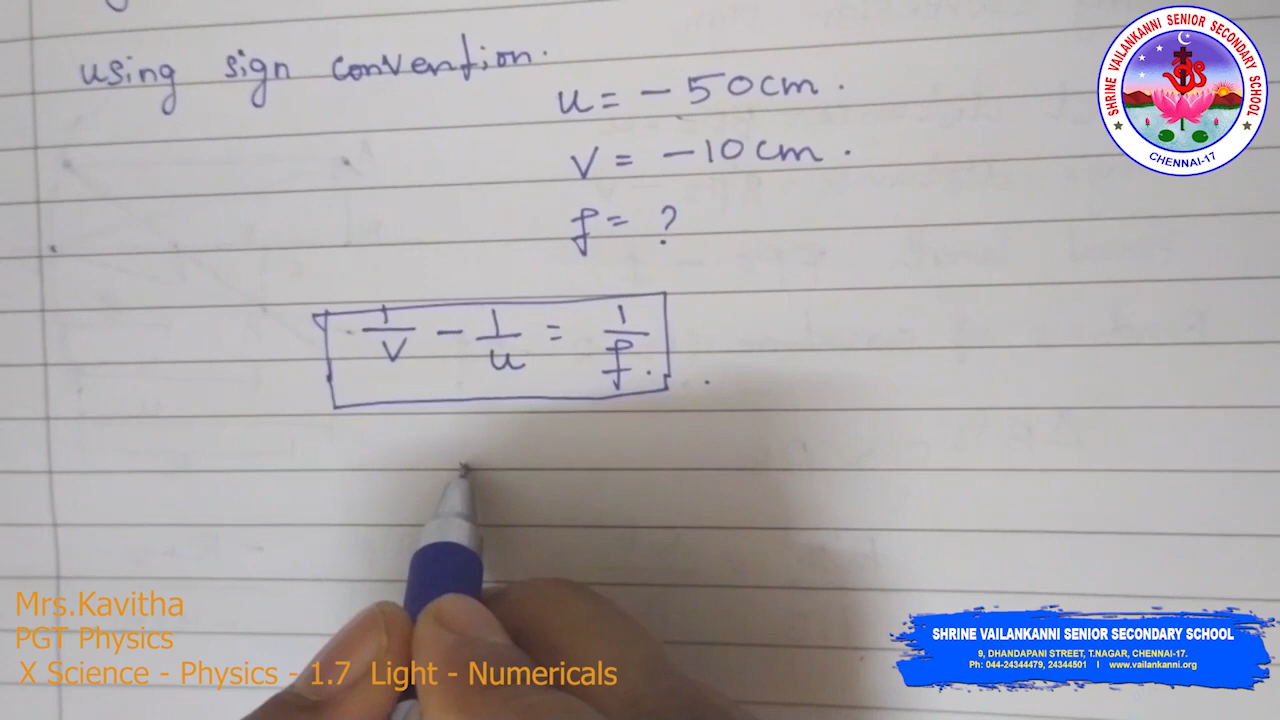 using sign convention.
u = - 50cm.
v = -10cm.
f = ?
1/v - 1/u = 1/f.
SHRINE VAILANKANNI SENIOR SECONDARY SCHOOL
CHENNAI-17
Mrs.Kavitha
PGT Physics
X Science - Physics - 1.7 Light - Numericals
SHRINE VAILANKANNI SENIOR SECONDARY SCHOOL
9, DHANDAPANI STREET, T.NAGAR, CHENNAI-17.
Ph: 044-24344479, 24344501 I www.vailankanni.org